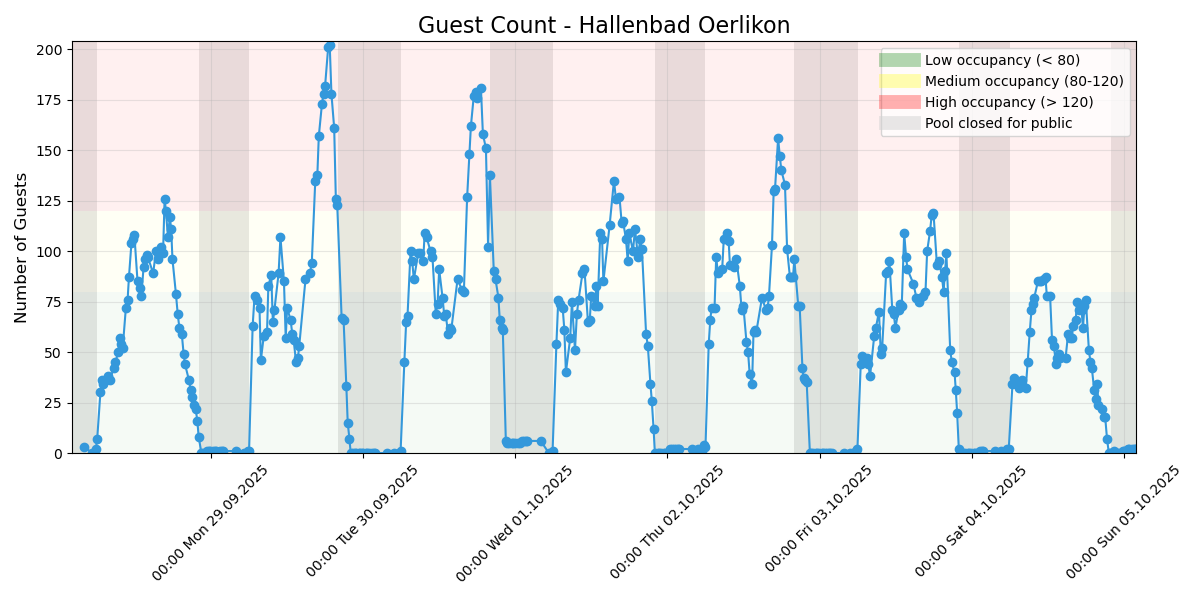 Guest Count - Hallenbad Oerlikon
Number of Guests
200
175
150
125
100
75
50
25
0
Low occupancy (< 80)
Medium occupancy (80-120)
High occupancy (> 120)
Pool closed for public
00:00 Mon 29.09.2025
00:00 Tue 30.09.2025
00:00 Wed 01.10.2025
00:00 Thu 02.10.2025
00:00 Fri 03.10.2025
00:00 Sat 04.10.2025
00:00 Sun 05.10.2025